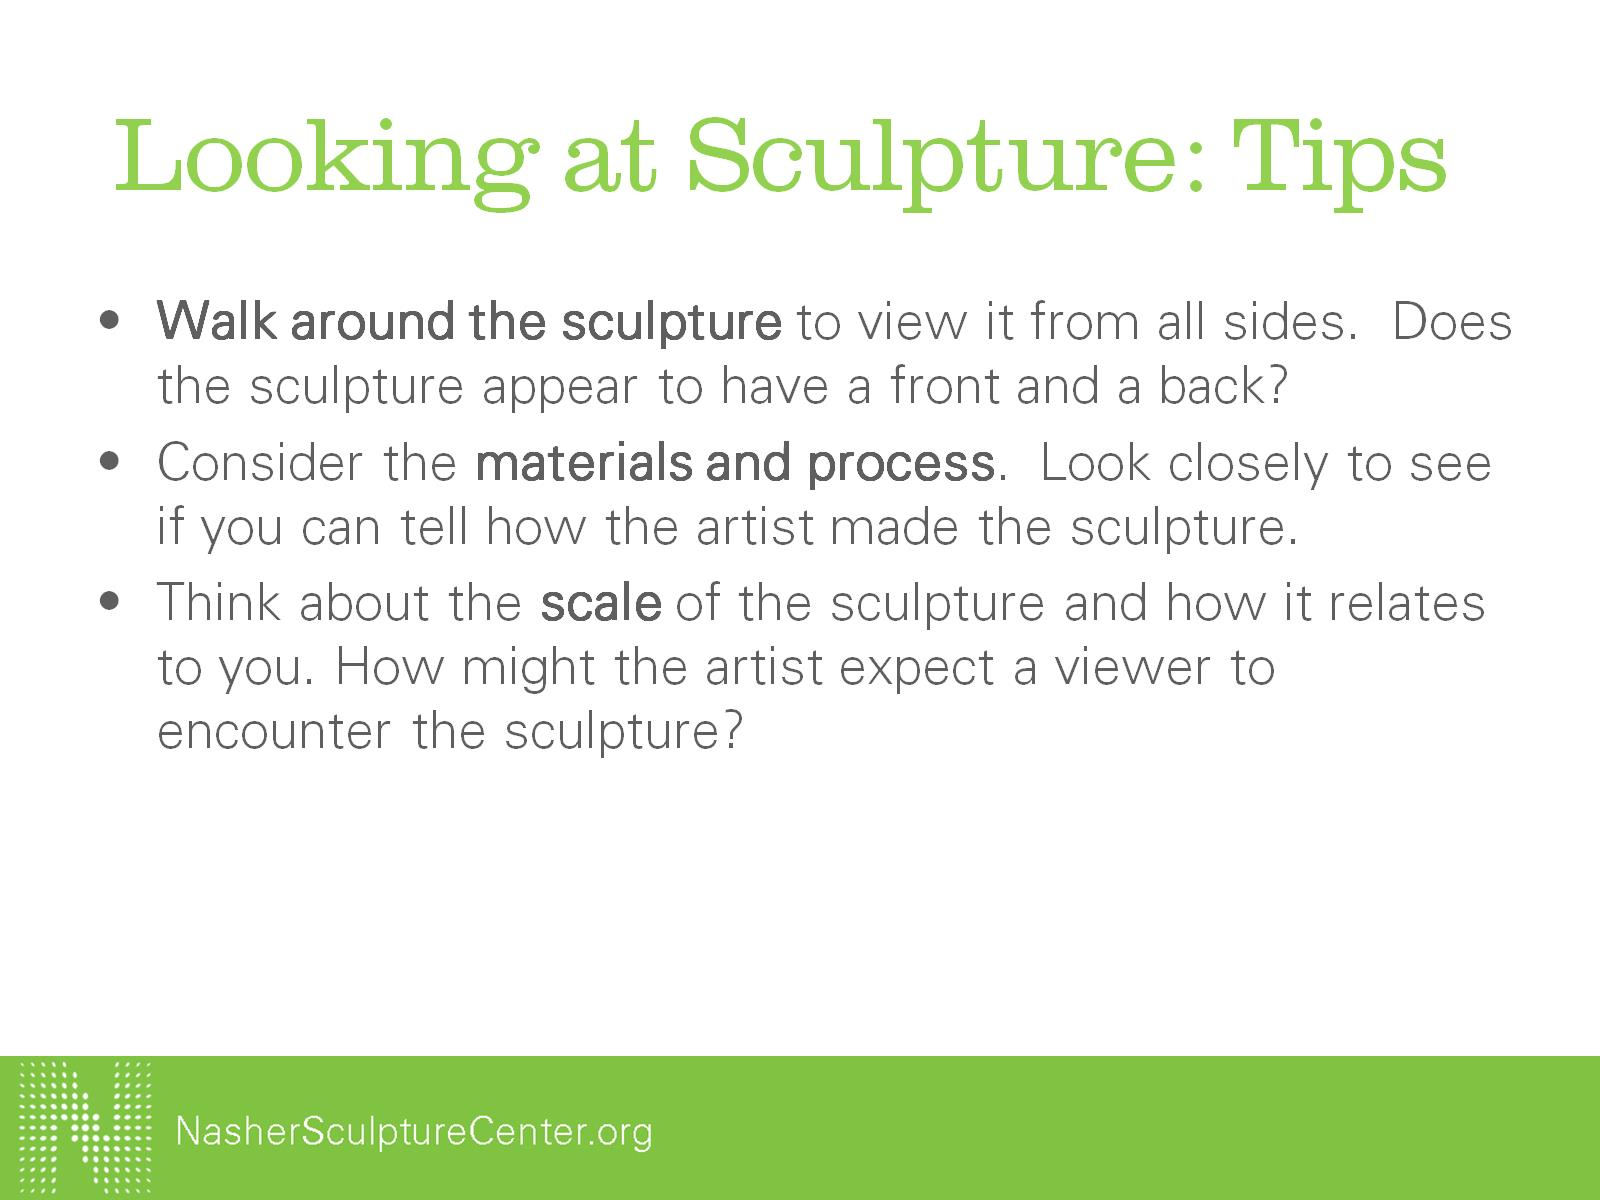 Looking at Sculpture: Tips
• Walk around the sculpture to view it from all sides.  Does
the sculpture appear to have a front and a back?
• Consider the materials and process.  Look closely to see
if you can tell how the artist made the sculpture.
• Think about the scale of the sculpture and how it relates
to you. How might the artist expect a viewer to
encounter the sculpture?
N
NasherSculptureCenter.org